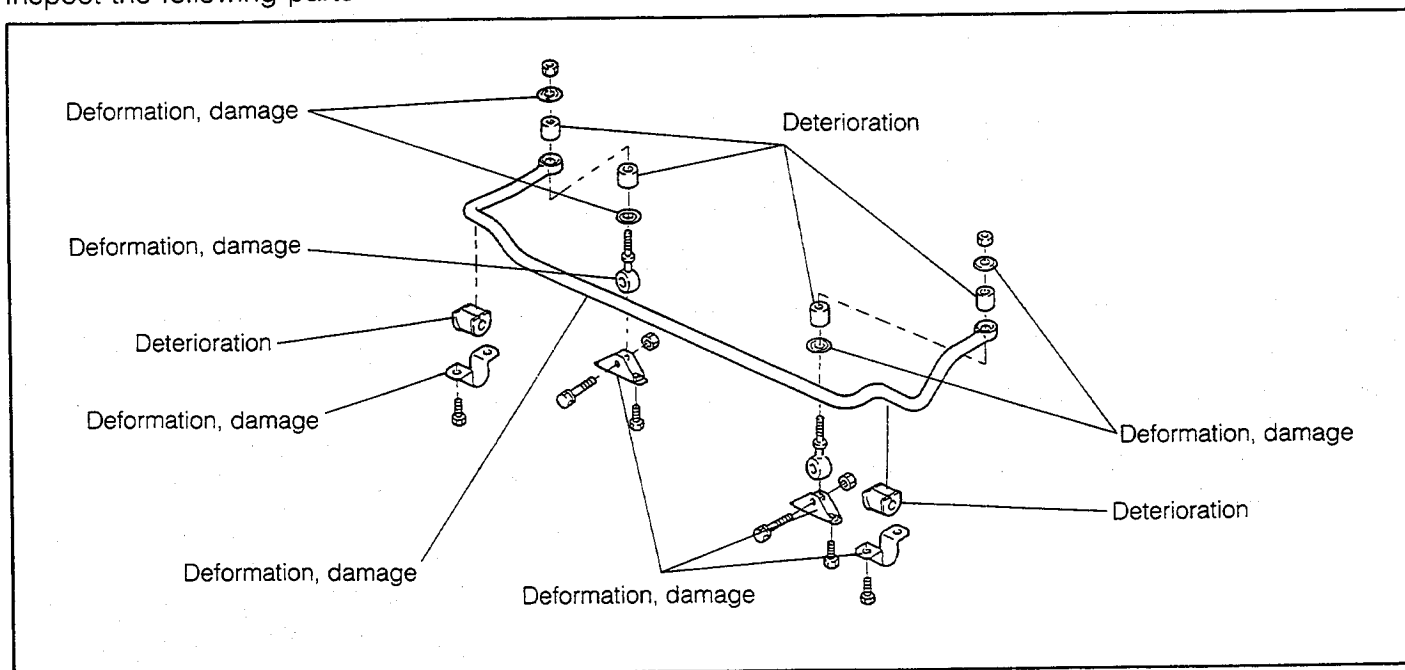 Inspect the following parts
Deformation, damage
Deterioration
Deformation, damage
Deterioration
Deformation, damage
Deformation, damage
Deterioration
Deformation, damage
Deformation, damage